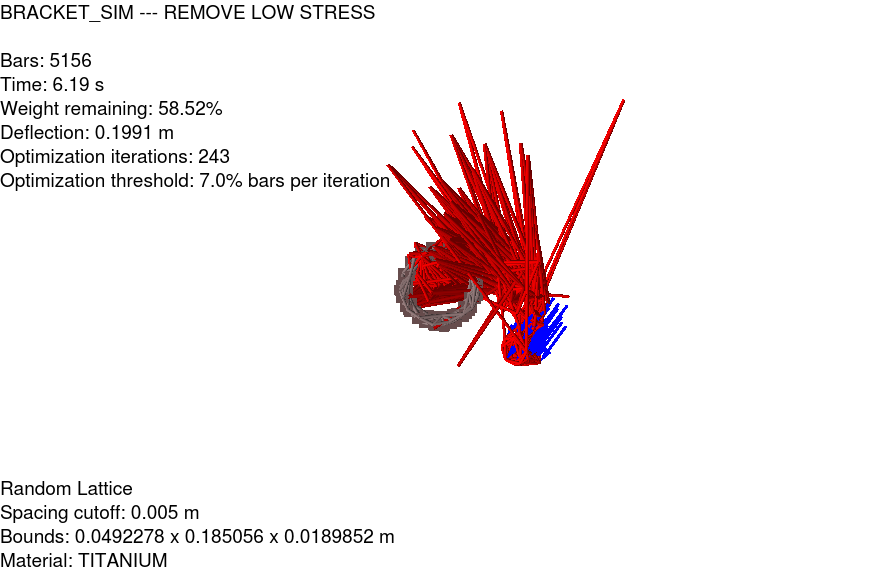 BRACKET_SIM --- REMOVE LOW STRESS
Bars: 5156
Time: 6.19 s
Weight remaining: 58.52%
Deflection: 0.1991 m
Optimization iterations: 243
Optimization threshold: 7.0% bars per iteration
Random Lattice
Spacing cutoff: 0.005 m
Bounds: 0.0492278 x 0.185056 x 0.0189852 m
Material: TITANIUM